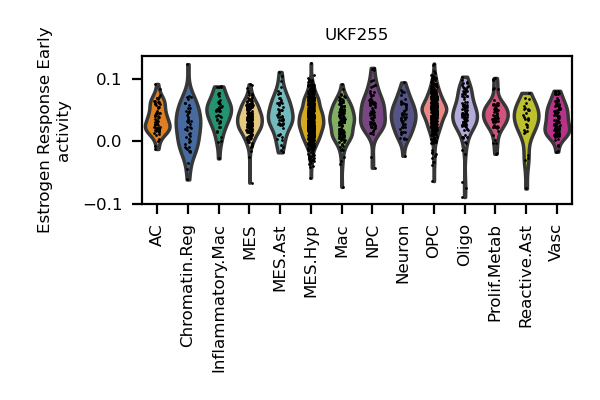 UKF255
Estrogen Response Early
activity
0.1
0.0
−0.1
AC
Chromatin.Reg
Inflammatory.Mac
MES
MES.Ast
MES.Hyp
Mac
NPC
Neuron
OPC
Oligo
Prolif.Metab
Reactive.Ast
Vasc